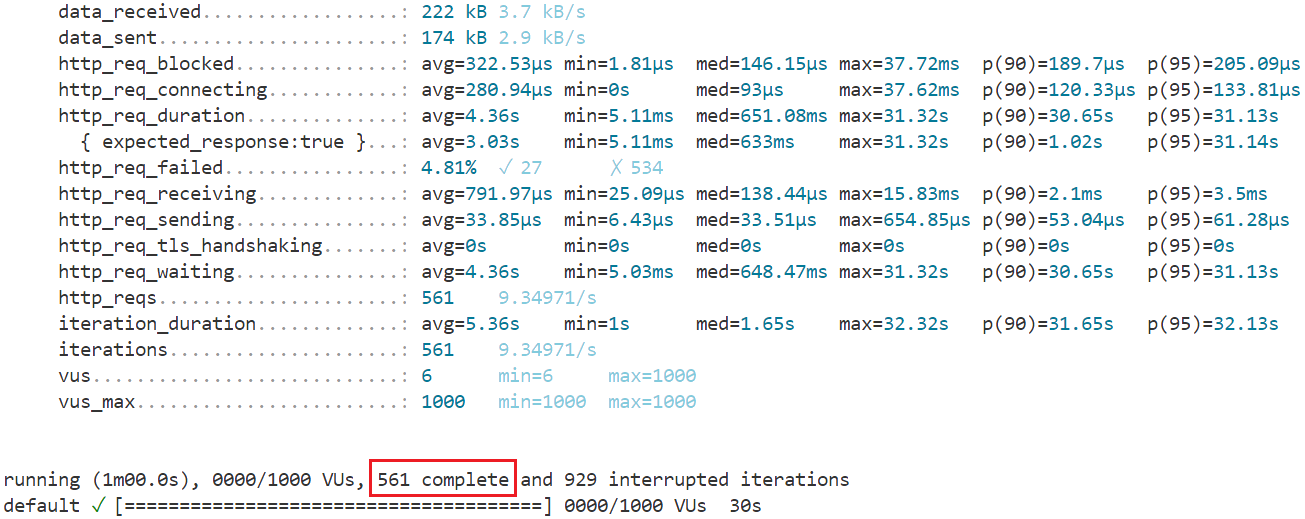 data_received..................: 222 kB 3.7 kB/s
data_sent......................: 174 kB 2.9 kB/s
http_req_blocked...............: avg=322.53µs min=1.81µs  med=146.15µs max=37.72ms  p(90)=189.7µs  p(95)=205.09µs
http_req_connecting............: avg=280.94µs min=0s      med=93µs     max=37.62ms  p(90)=120.33µs p(95)=133.81µs
http_req_duration..............: avg=4.36s    min=5.11ms  med=651.08ms max=31.32s   p(90)=30.65s   p(95)=31.13s
{ expected_response:true }...: avg=3.03s    min=5.11ms  med=633ms    max=31.32s   p(90)=1.02s    p(95)=31.14s
http_req_failed................: 4.81%  ✓ 27      ✗ 534
http_req_receiving.............: avg=791.97µs min=25.09µs med=138.44µs max=15.83ms  p(90)=2.1ms    p(95)=3.5ms
http_req_sending...............: avg=33.85µs  min=6.43µs  med=33.51µs  max=654.85µs p(90)=53.04µs  p(95)=61.28µs
http_req_tls_handshaking.......: avg=0s       min=0s      med=0s       max=0s       p(90)=0s       p(95)=0s
http_req_waiting...............: avg=4.36s    min=5.03ms  med=648.47ms max=31.32s   p(90)=30.65s   p(95)=31.13s
http_reqs......................: 561    9.34971/s
iteration_duration.............: avg=5.36s    min=1s      med=1.65s    max=32.32s   p(90)=31.65s   p(95)=32.13s
iterations.....................: 561    9.34971/s
vus............................: 6      min=6     max=1000
vus_max........................: 1000   min=1000  max=1000
running (1m00.0s), 0000/1000 VUs, 561 complete and 929 interrupted iterations
default ✓ [======================================] 0000/1000 VUs  30s